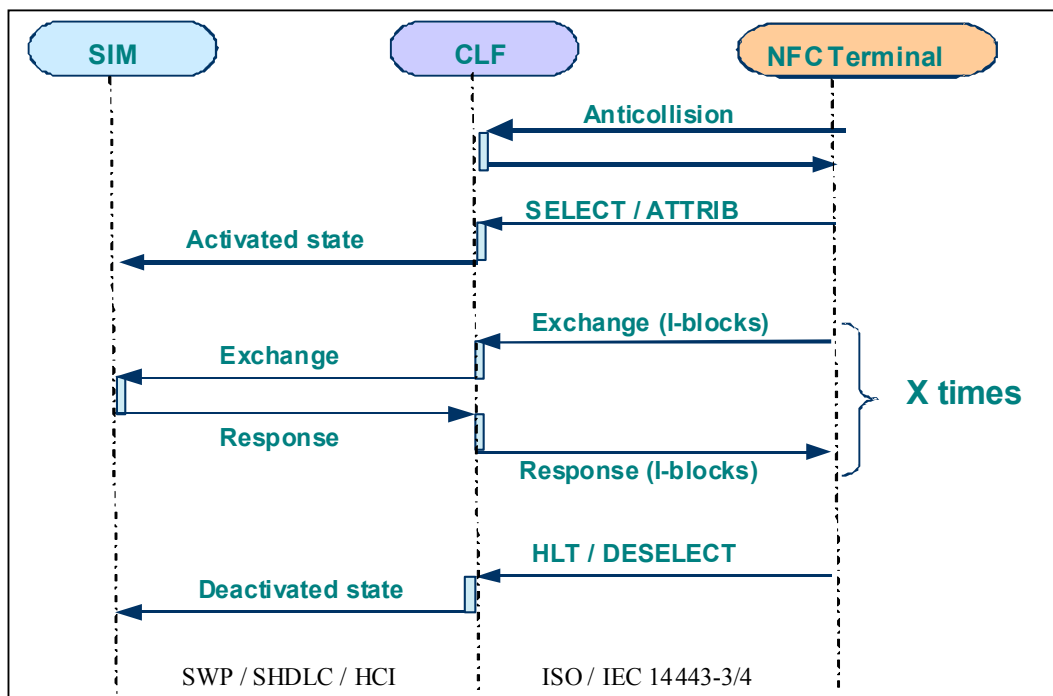 SIM
CLF
NFC Terminal
Anticollision
SELECT / ATTRIB
Activated state
Exchange (I-blocks)
Exchange
X times
Response
Response (I-blocks)
HLT / DESELECT
Deactivated state
SWP / SHDLC / HCI
ISO / IEC 14443-3/4